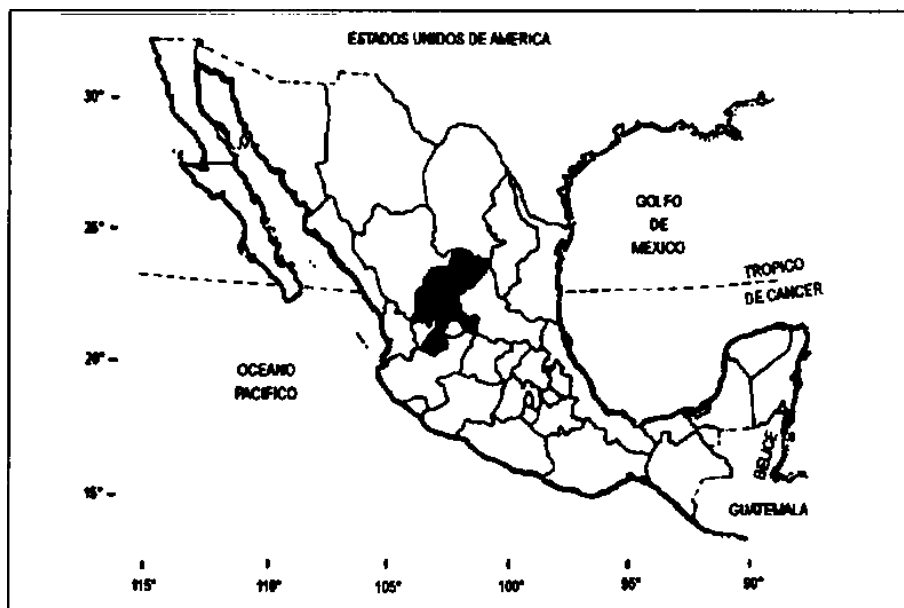 ESTADOS UNIDOS DE AMERICA
30°
GOLFO
DE
MEXICO
25°
TROPICO
DE CANCER
20°
OCEANO
PACIFICO
BELICE
15°
GUATEMALA
115°
110°
105°
100°
95°
90°